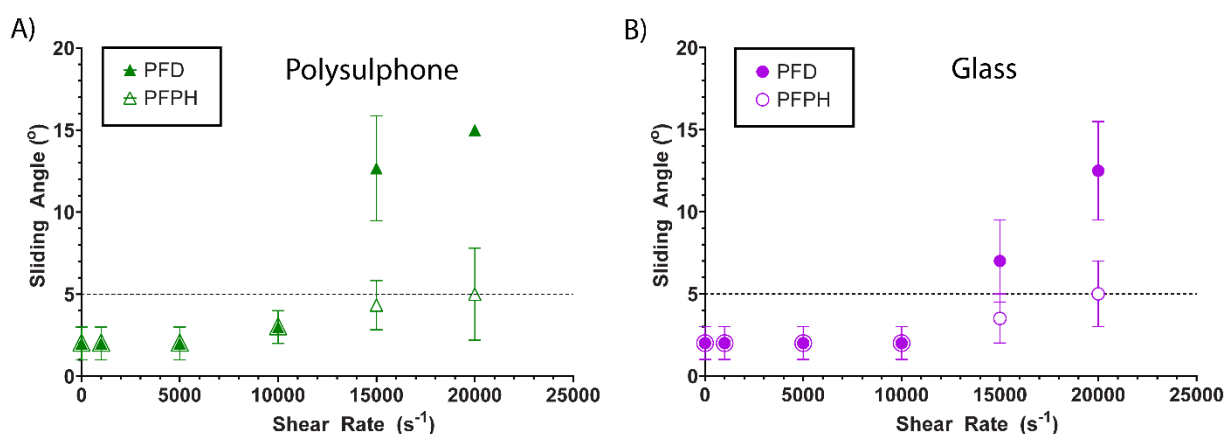 A)
Polysulphone
PFD
PFPH
Sliding Angle (o)
20
15
10
5
0
0 5000 10000 15000 20000 25000
Shear Rate (s-1)
B)
Glass
PFD
PFPH
Sliding Angle (o)
20
15
10
5
0
0 5000 10000 15000 20000 25000
Shear Rate (s-1)